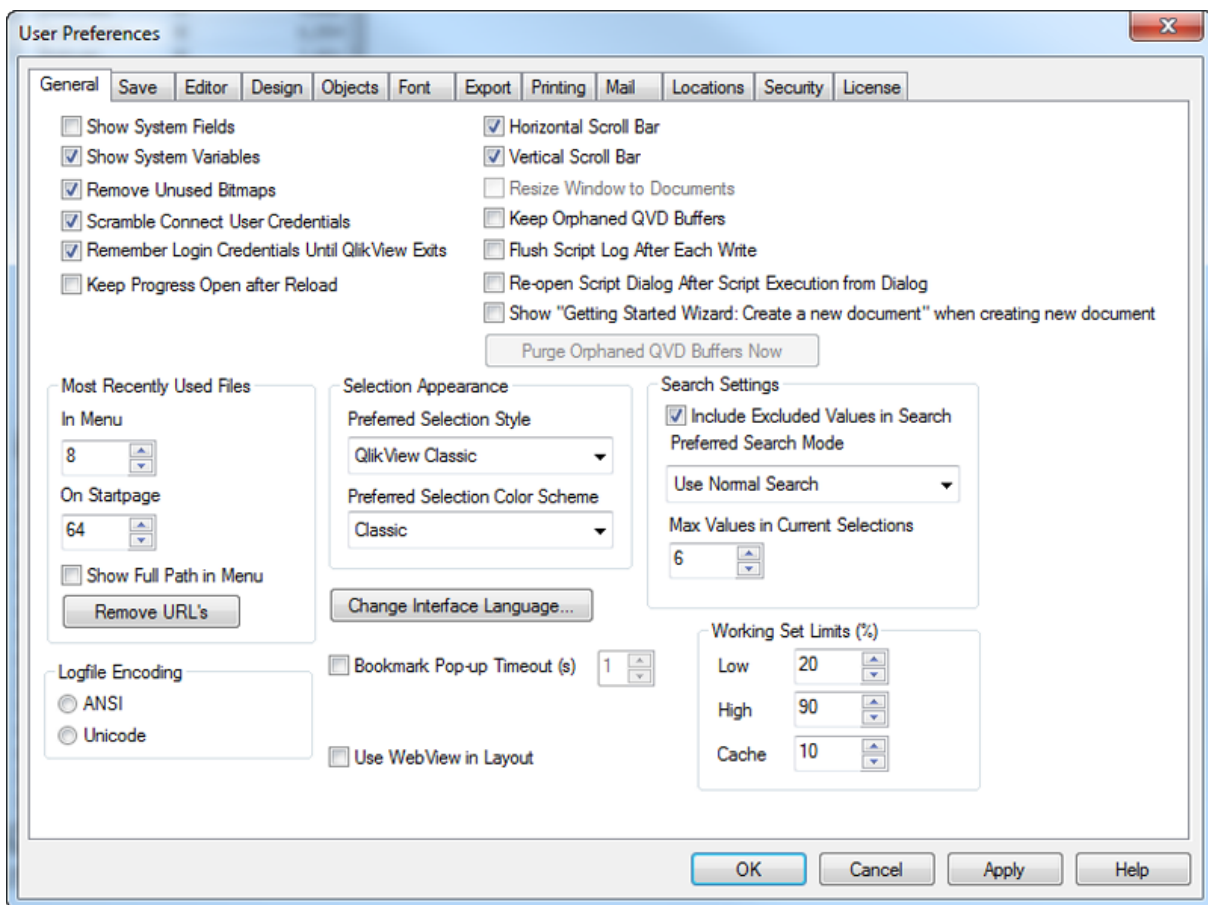 User Preferences
General Save Editor Design Objects Font Export Printing Mail Locations Security License
Show System Fields
Show System Variables
Remove Unused Bitmaps
Scramble Connect User Credentials
Remember Login Credentials Until QlikView Exits
Keep Progress Open after Reload
Horizontal Scroll Bar
Vertical Scroll Bar
Resize Window to Documents
Keep Orphaned QVD Buffers
Flush Script Log After Each Write
Re-open Script Dialog After Script Execution from Dialog
Show "Getting Started Wizard: Create a new document" when creating new document
Purge Orphaned QVD Buffers Now
Most Recently Used Files
In Menu
8
On Startpage
64
Show Full Path in Menu
Remove URL's
Selection Appearance
Preferred Selection Style
QlikView Classic
Preferred Selection Color Scheme
Classic
Search Settings
Include Excluded Values in Search
Preferred Search Mode
Use Normal Search
Max Values in Current Selections
6
Change Interface Language...
Logfile Encoding
ANSI
Unicode
Bookmark Pop-up Timeout (s) 1
Use WebView in Layout
Working Set Limits (%)
Low 20
High 90
Cache 10
OK Cancel Apply Help